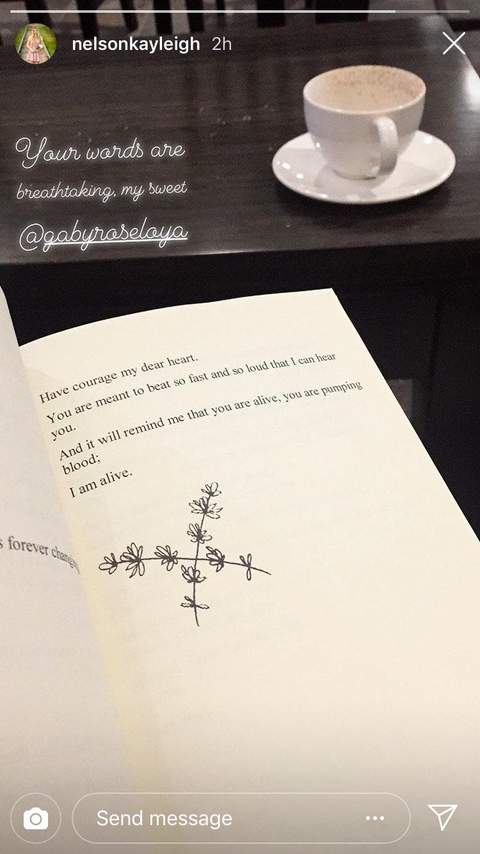 nelsonkayleigh 2h
Your words are
breathtaking, my sweet
@gabyroseloya
Have courage my dear heart.
You are meant to beat so fast and so loud that I can hear
you.
And it will remind me that you are alive, you are pumping
blood;
I am alive.
s forever
Send message